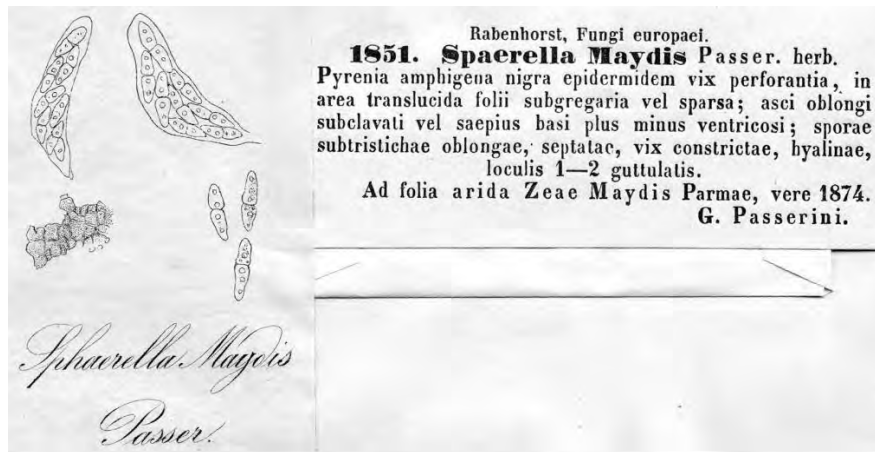 Rabenhorst, Fungi europaei.
1851. Spaerella Maydis Passer. herb.
Pyrenia amphigena nigra epidermidem vix perforantia, in
area translucida folii subgregaria vel sparsa; asci oblongi
subclavati vel saepius basi plus minus ventricosi; sporae
subtristichae oblongae, septatae, vix constrictae, hyalinae,
loculis 1—2 guttulatis.
Ad folia arida Zeae Maydis Parmae, vere 1874.
G. Passerini.
Sphaerella Maydis
Passer.